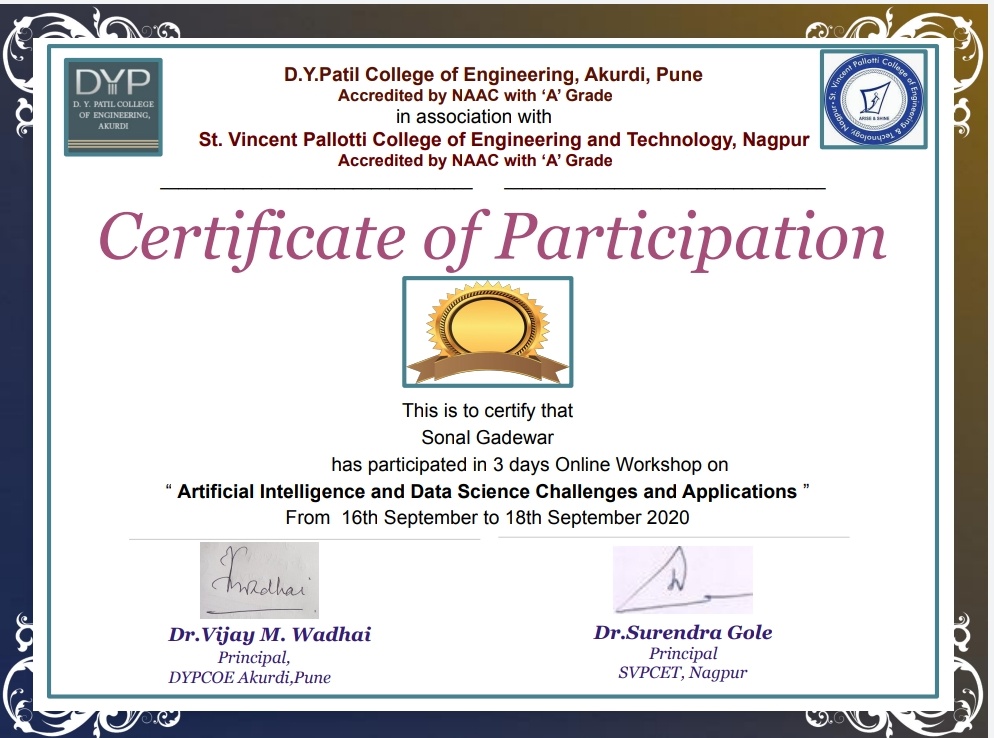 DYP
D. Y. PATIL COLLEGE
OF ENGINEERING,
AKURDI
D.Y.Patil College of Engineering, Akurdi, Pune
Accredited by NAAC with ‘A’ Grade
in association with
St. Vincent Pallotti College of Engineering and Technology, Nagpur
Accredited by NAAC with ‘A’ Grade
St. Vincent Pallotti College of Engineering & Technology, Nagpur
ARISE & SHINE
Certificate of Participation
This is to certify that
Sonal Gadewar
has participated in 3 days Online Workshop on
“ Artificial Intelligence and Data Science Challenges and Applications ”
From 16th September to 18th September 2020
Wadhai
Dr.Vijay M. Wadhai
Principal,
DYPCOE Akurdi,Pune
Dr.Surendra Gole
Principal
SVPCET, Nagpur